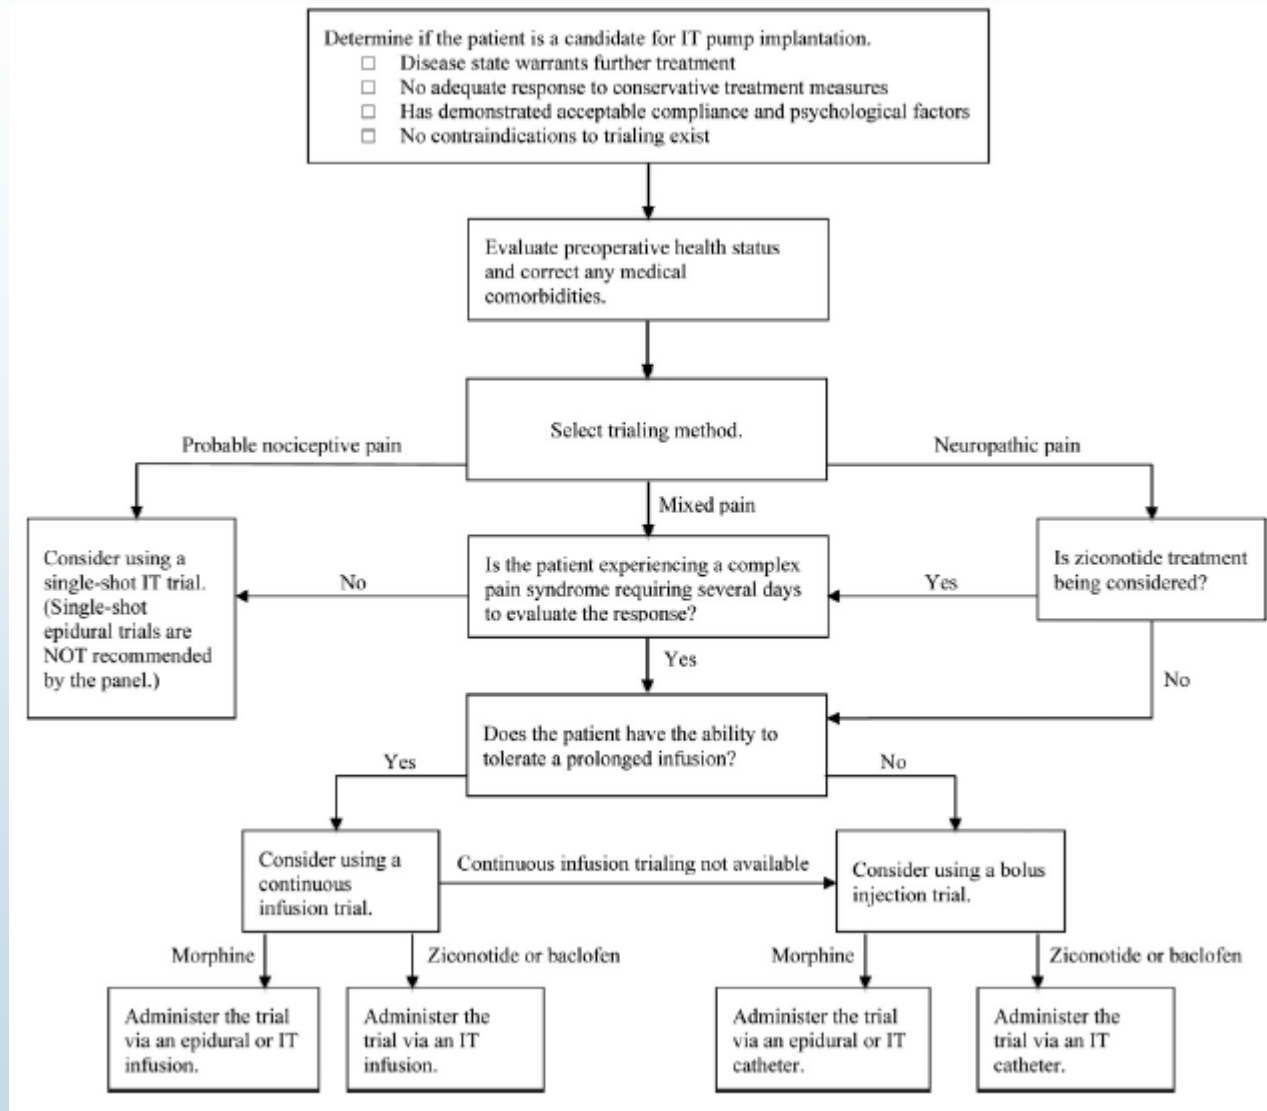 Determine if the patient is a candidate for IT pump implantation.
□ Disease state warrants further treatment
□ No adequate response to conservative treatment measures
□ Has demonstrated acceptable compliance and psychological factors
□ No contraindications to trialing exist
Evaluate preoperative health status
and correct any medical
comorbidities.
Select trialing method.
Probable nociceptive pain
Neuropathic pain
Mixed pain
Consider using a
single-shot IT trial.
(Single-shot
epidural trials are
NOT recommended
by the panel.)
No
Is the patient experiencing a complex
pain syndrome requiring several days
to evaluate the response?
Yes
Is ziconotide treatment
being considered?
Yes
No
Does the patient have the ability to
tolerate a prolonged infusion?
Yes
No
Consider using a
continuous
infusion trial.
Continuous infusion trialing not available
Consider using a bolus
injection trial.
Morphine
Ziconotide or baclofen
Morphine
Ziconotide or baclofen
Administer the trial
via an epidural or IT
infusion.
Administer the
trial via an IT
infusion.
Administer the trial
via an epidural or IT
catheter.
Administer the
trial via an IT
catheter.